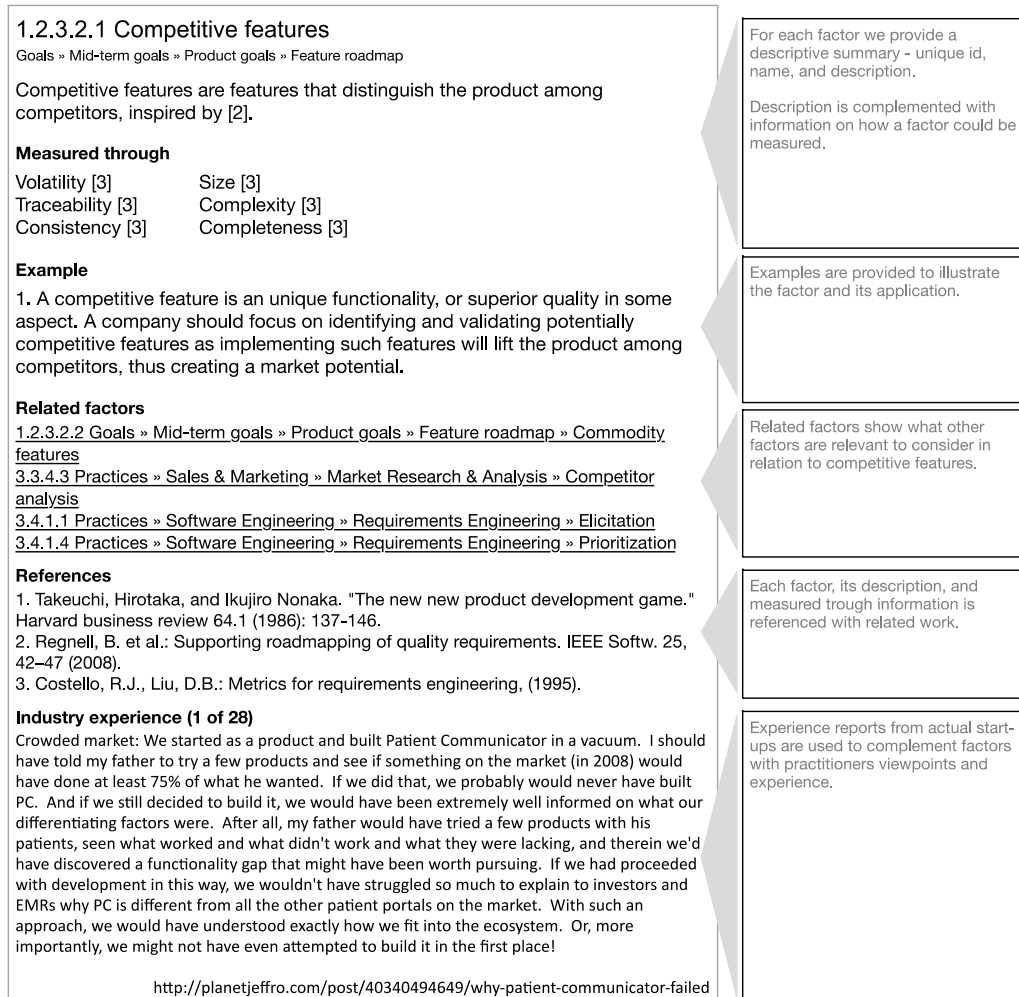 1.2.3.2.1 Competitive features
Goals » Mid-term goals » Product goals » Feature roadmap
Competitive features are features that distinguish the product among
competitors, inspired by [2].
Measured through
Volatility [3] Size [3]
Traceability [3] Complexity [3]
Consistency [3] Completeness [3]
Example
1. A competitive feature is an unique functionality, or superior quality in some
aspect. A company should focus on identifying and validating potentially
competitive features as implementing such features will lift the product among
competitors, thus creating a market potential.
Related factors
1.2.3.2.2 Goals » Mid-term goals » Product goals » Feature roadmap » Commodity
features
3.3.4.3 Practices » Sales & Marketing » Market Research & Analysis » Competitor
analysis
3.4.1.1 Practices » Software Engineering » Requirements Engineering » Elicitation
3.4.1.4 Practices » Software Engineering » Requirements Engineering » Prioritization
References
1. Takeuchi, Hirotaka, and Ikujiro Nonaka. "The new new product development game."
Harvard business review 64.1 (1986): 137-146.
2. Regnell, B. et al.: Supporting roadmapping of quality requirements. IEEE Softw. 25,
42–47 (2008).
3. Costello, R.J., Liu, D.B.: Metrics for requirements engineering, (1995).
Industry experience (1 of 28)
Crowded market: We started as a product and built Patient Communicator in a vacuum. I should
have told my father to try a few products and see if something on the market (in 2008) would
have done at least 75% of what he wanted. If we did that, we probably would never have built
PC. And if we still decided to build it, we would have been extremely well informed on what our
differentiating factors were. After all, my father would have tried a few products with his
patients, seen what worked and what didn't work and what they were lacking, and therein we'd
have discovered a functionality gap that might have been worth pursuing. If we had proceeded
with development in this way, we wouldn't have struggled so much to explain to investors and
EMRs why PC is different from all the other patient portals on the market. With such an
approach, we would have understood exactly how we fit into the ecosystem. Or, more
importantly, we might not have even attempted to build it in the first place!
http://planetjeffro.com/post/40340494649/why-patient-communicator-failed
For each factor we provide a
descriptive summary - unique id,
name, and description.
Description is complemented with
information on how a factor could be
measured.
Examples are provided to illustrate
the factor and its application.
Related factors show what other
factors are relevant to consider in
relation to competitive features.
Each factor, its description, and
measured trough information is
referenced with related work.
Experience reports from actual start-
ups are used to complement factors
with practitioners viewpoints and
experience.